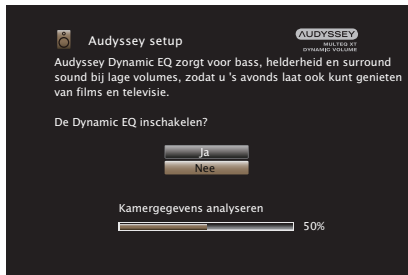 Audyssey setup
AUDYSSEY
MULTEQ XT
DYNAMIC VOLUME
Audyssey Dynamic EQ zorgt voor bass, helderheid en surround
sound bij lage volumes, zodat u 's avonds laat ook kunt genieten
van films en televisie.
De Dynamic EQ inschakelen?
Ja
Nee
Kamergegevens analyseren
50%